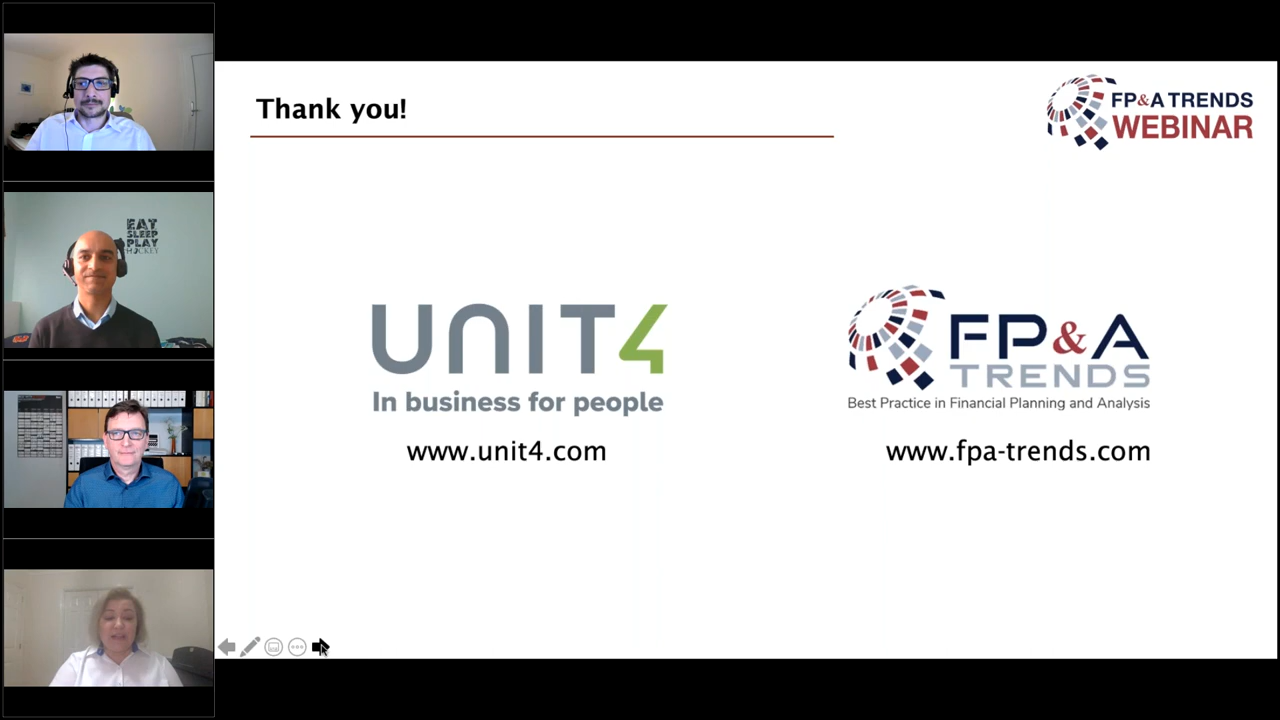 Thank you!
FP&A TRENDS
WEBINAR
EAT
SLEEP
PLAY
HOCKEY
UNIT4
In business for people
www.unit4.com
FP&A
TRENDS
Best Practice in Financial Planning and Analysis
www.fpa-trends.com